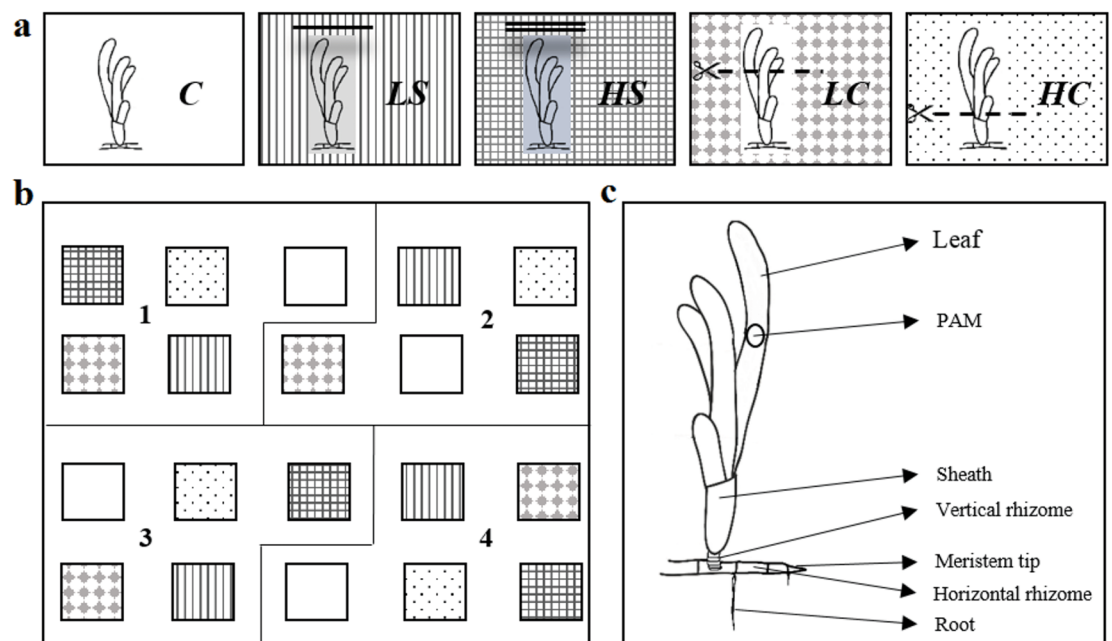 a
C
LS
HS
LC
HC
b
1
2
3
4
c
Leaf
PAM
Sheath
Vertical rhizome
Meristem tip
Horizontal rhizome
Root